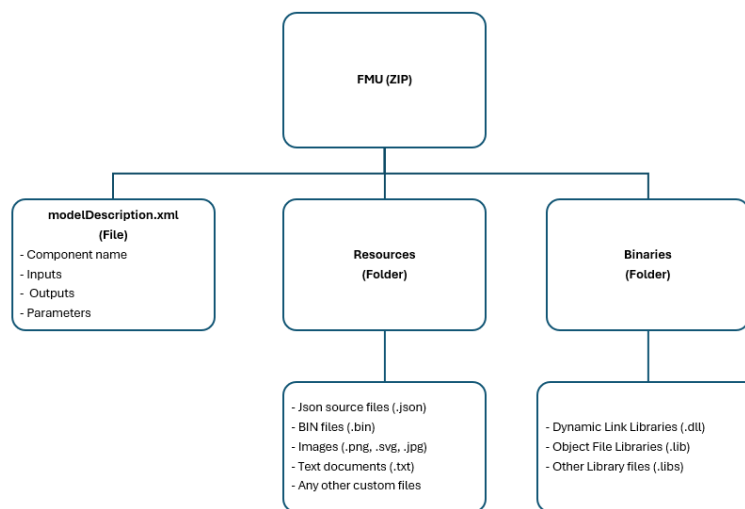 FMU (ZIP)
modelDescription.xml
(File)
- Component name
- Inputs
- Outputs
- Parameters
Resources
(Folder)
Binaries
(Folder)
- Json source files (.json)
- BIN files (.bin)
- Images (.png, .svg, .jpg)
- Text documents (.txt)
- Any other custom files
- Dynamic Link Libraries (.dll)
- Object File Libraries (.lib)
- Other Library files (.libs)